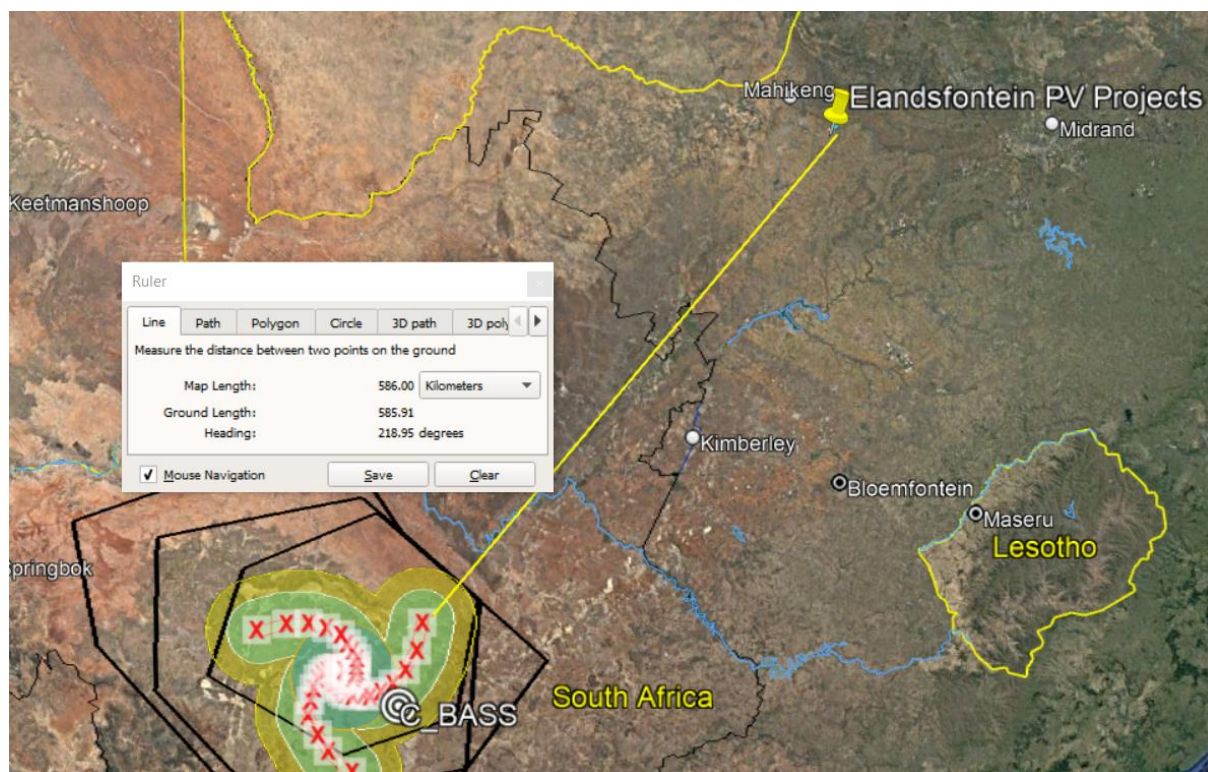 Mahikeng
Elandsfontein PV Projects
Midrand
Keetmanshoop
Ruler
Line Path Polygon Circle 3D path 3D poly
Measure the distance between two points on the ground
Map Length: 586.00 Kilometers
Ground Length: 585.91
Heading: 218.95 degrees
Mouse Navigation Save Clear
Kimberley
Bloemfontein
Maseru
Lesotho
pringbok
X X X X X
X
X
South Africa
C_BASS
X
X
X
X